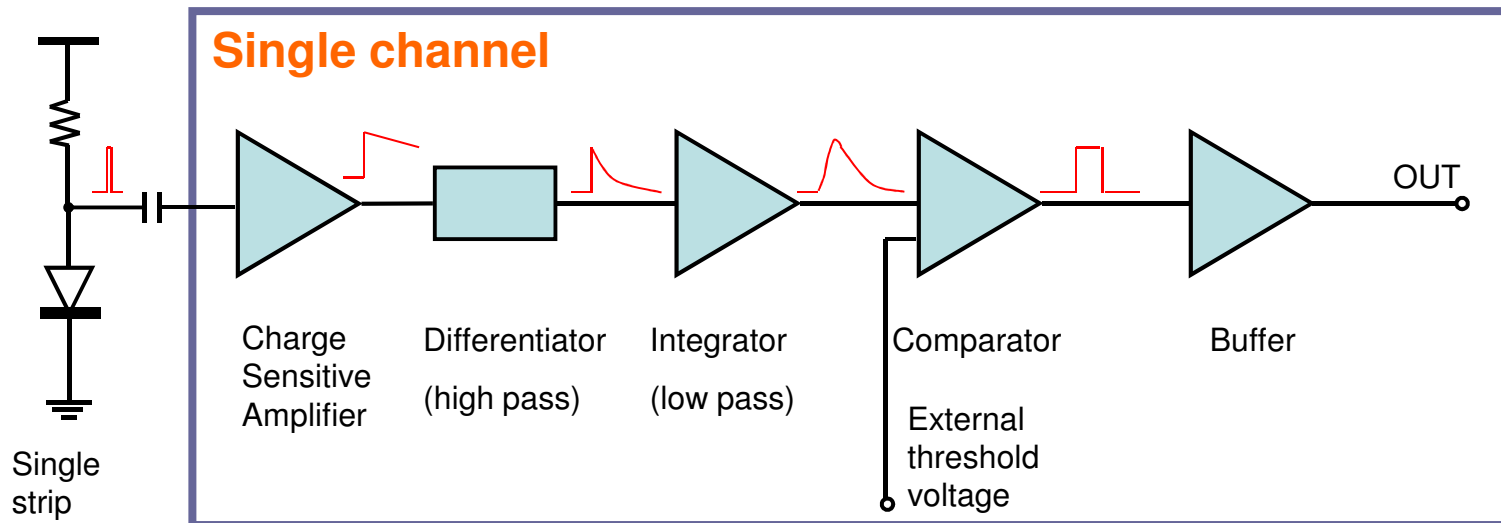 Single channel
OUT
Charge
Sensitive
Amplifier
Differentiator
(high pass)
Integrator
(low pass)
Comparator
Buffer
External
threshold
voltage
Single
strip